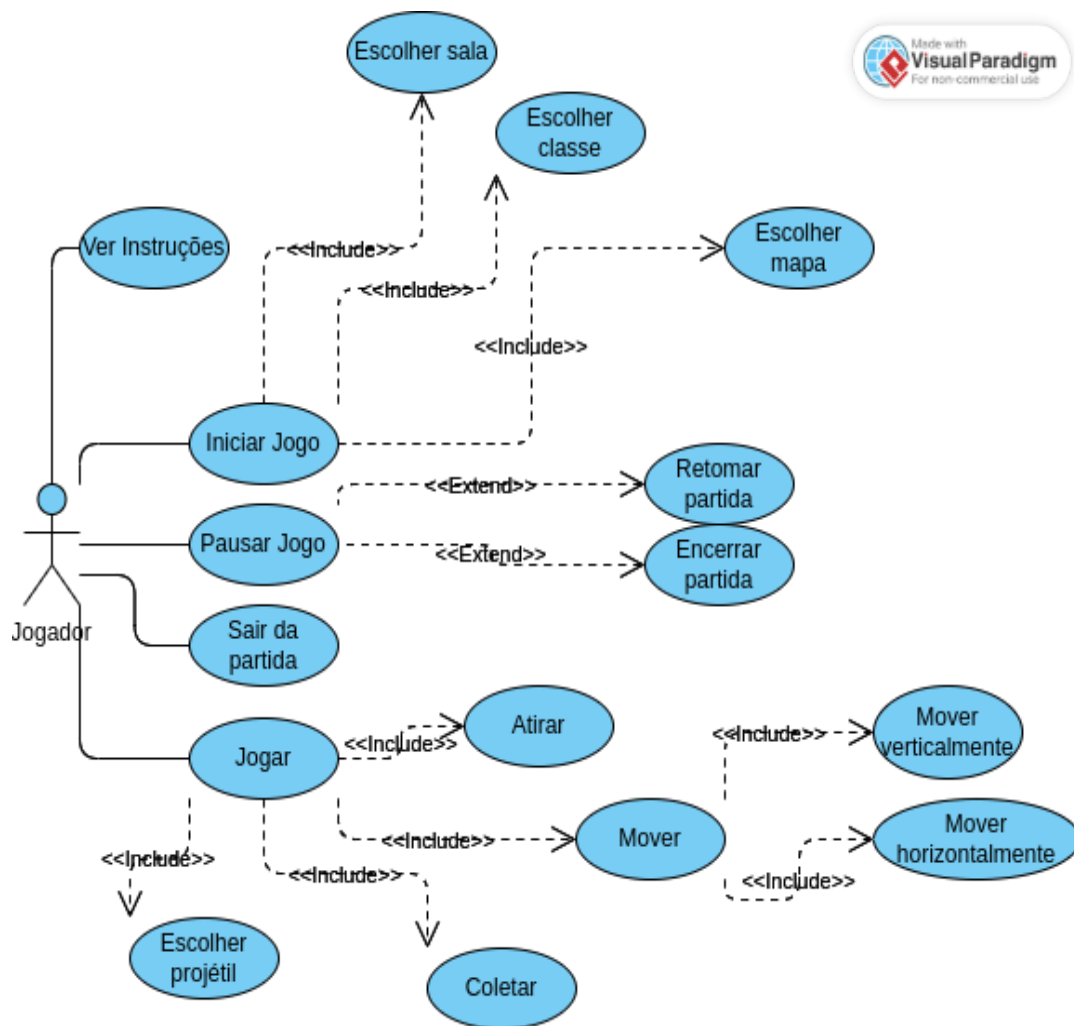 Escolher sala
Made with
Visual Paradigm
For non-commercial use
Escolher
classe
Ver Instruções
<<Include>>
Escolher
mapa
<<Include>>
<<Include>>
Iniciar Jogo
Retomar
partida
<<Extend>>
Pausar Jogo
<<Extend>>
Encerrar
partida
Jogador
Sair da
partida
Atirar
Mover
verticalmente
<<Include>>
<<Include>>
Jogar
Mover
horizontalmente
<<Include>>
Mover
<<Include>>
<<Include>>
<<Include>>
Escolher
projétil
Coletar